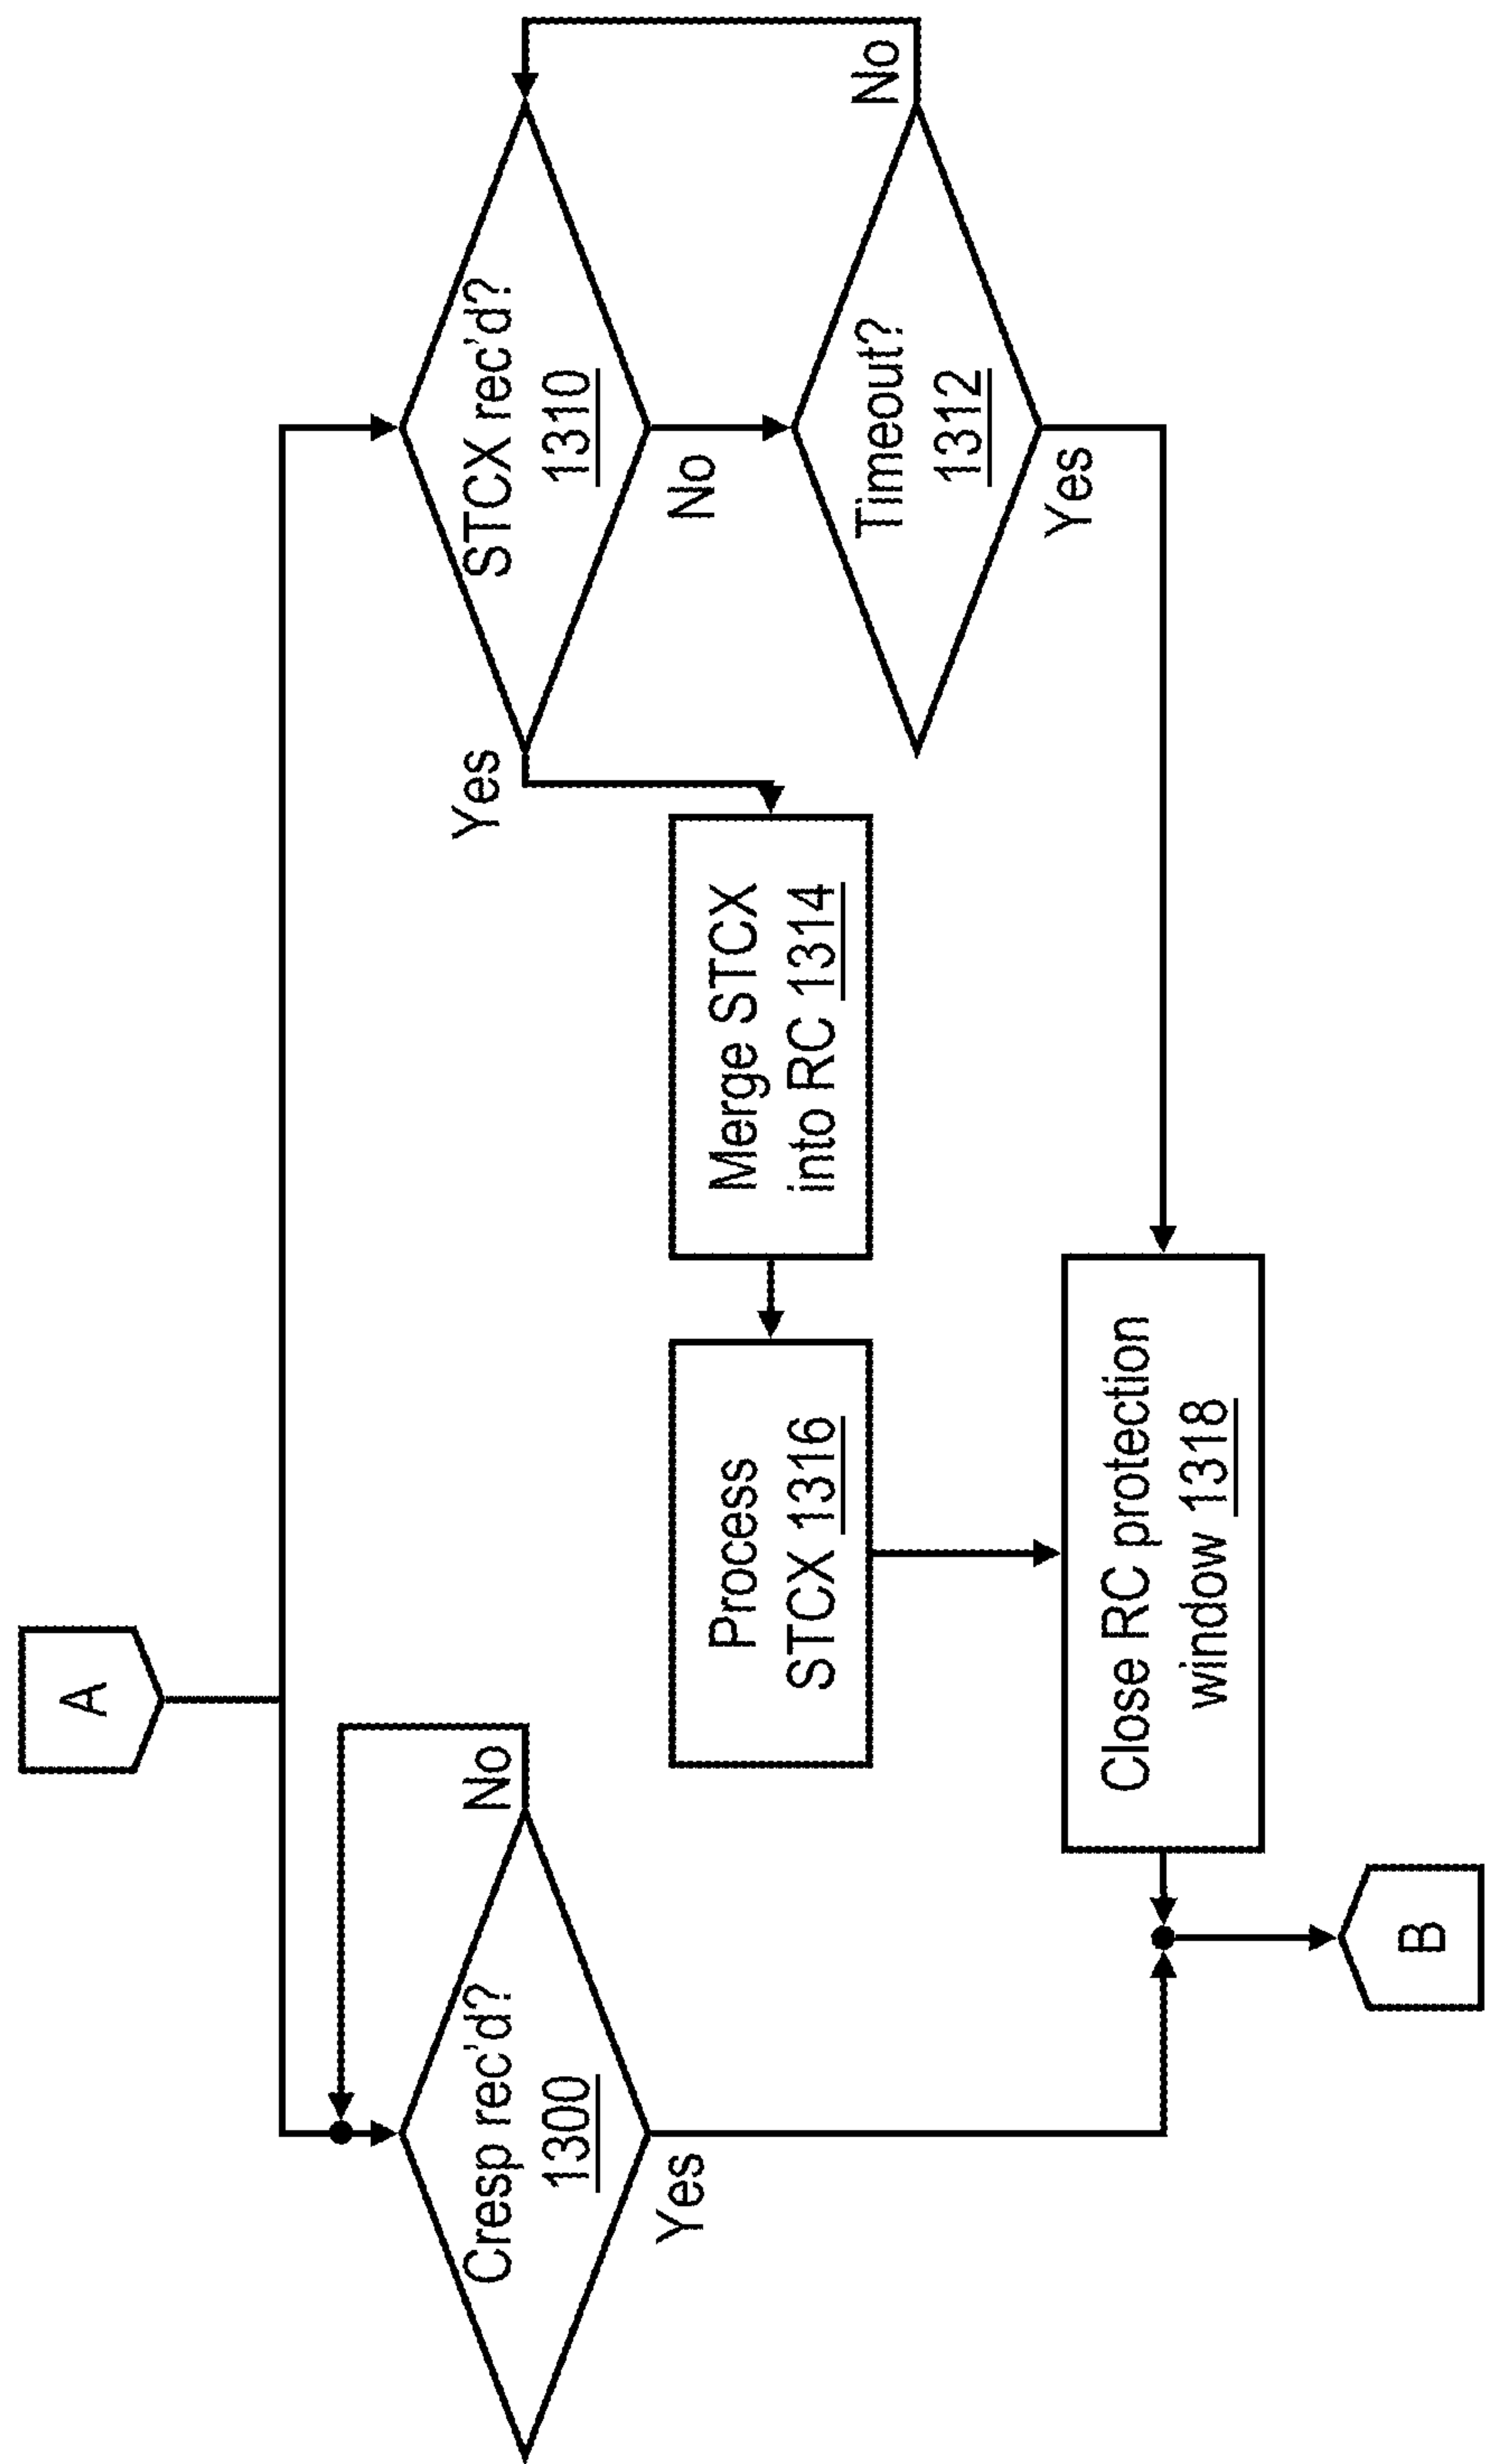 A
Cresp rec'd?
1300
No
Yes
STCX rec'd?
1310
Yes
No
Timeout?
1312
No
Yes
Merge STCX
into RC 1314
Process
STCX 1316
Close RC protection
window 1318
B